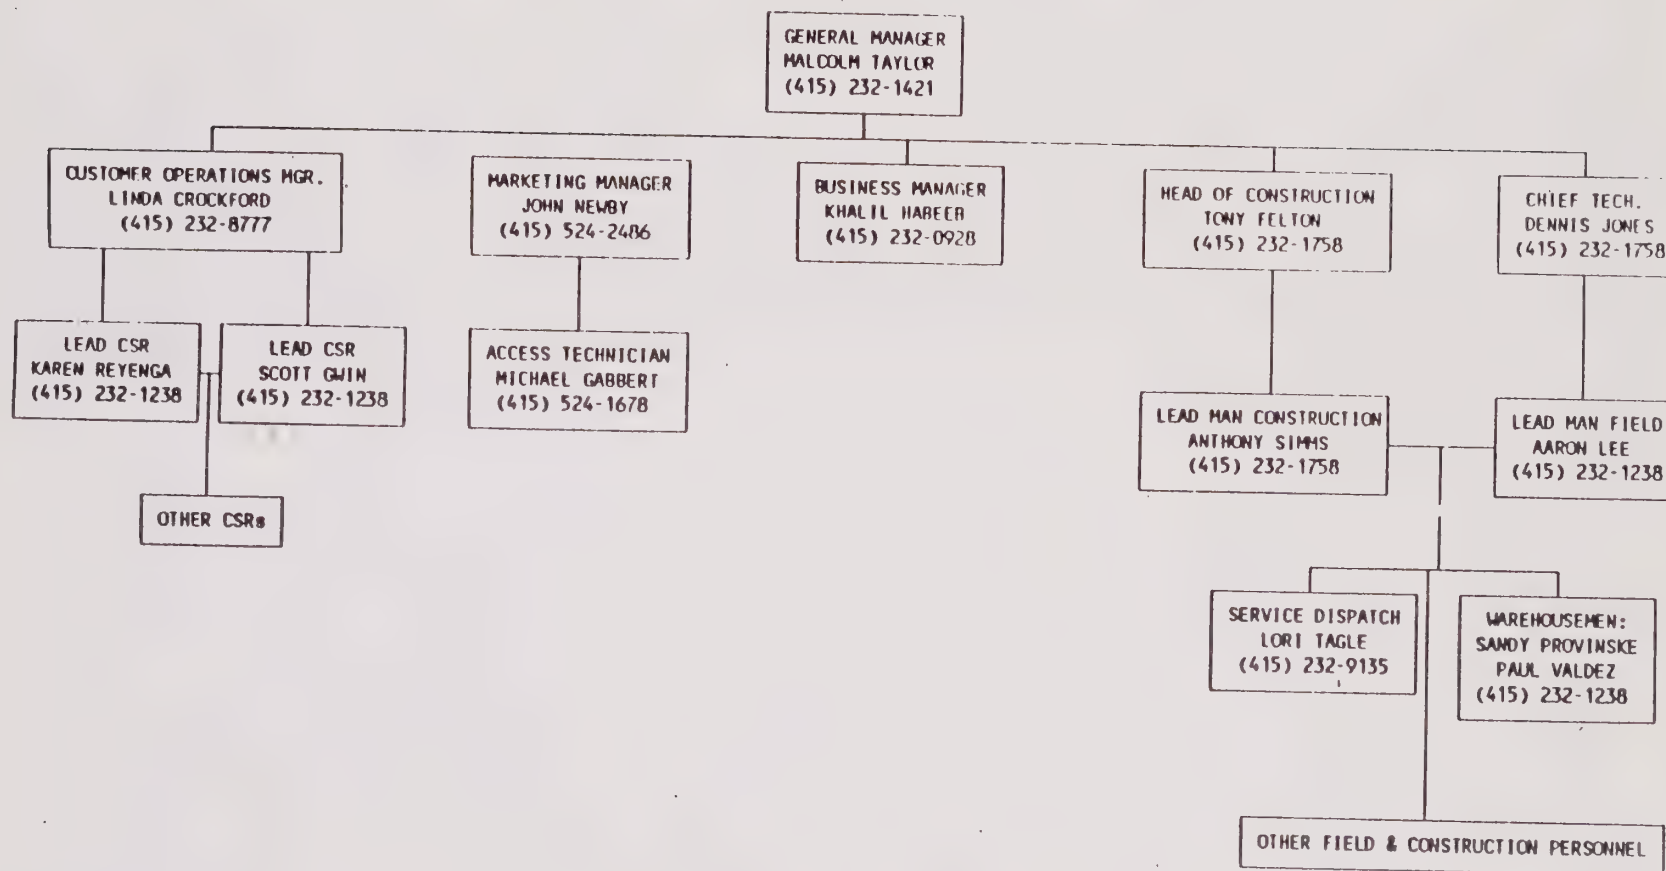 GENERAL MANAGER
MALCOLM TAYLOR
(415) 232-1421
CUSTOMER OPERATIONS MGR.
LINDA CROCKFORD
(415) 232-8777
MARKETING MANAGER
JOHN NEWBY
(415) 524-2486
BUSINESS MANAGER
KHALIL HABEEB
(415) 232-0928
HEAD OF CONSTRUCTION
TONY FELTON
(415) 232-1758
CHIEF TECH.
DENNIS JONES
(415) 232-1758
LEAD CSR
KAREN REYENGA
(415) 232-1238
LEAD CSR
SCOTT GWIN
(415) 232-1238
ACCESS TECHNICIAN
MICHAEL GABBERT
(415) 524-1678
LEAD MAN CONSTRUCTION
ANTHONY SIMMS
(415) 232-1758
LEAD MAN FIELD
AARON LEE
(415) 232-1238
OTHER CSRs
SERVICE DISPATCH
LORI TAGLE
(415) 232-9135
WAREHOUSEMEN:
SANDY PROVINSKE
PAUL VALDEZ
(415) 232-1238
OTHER FIELD & CONSTRUCTION PERSONNEL